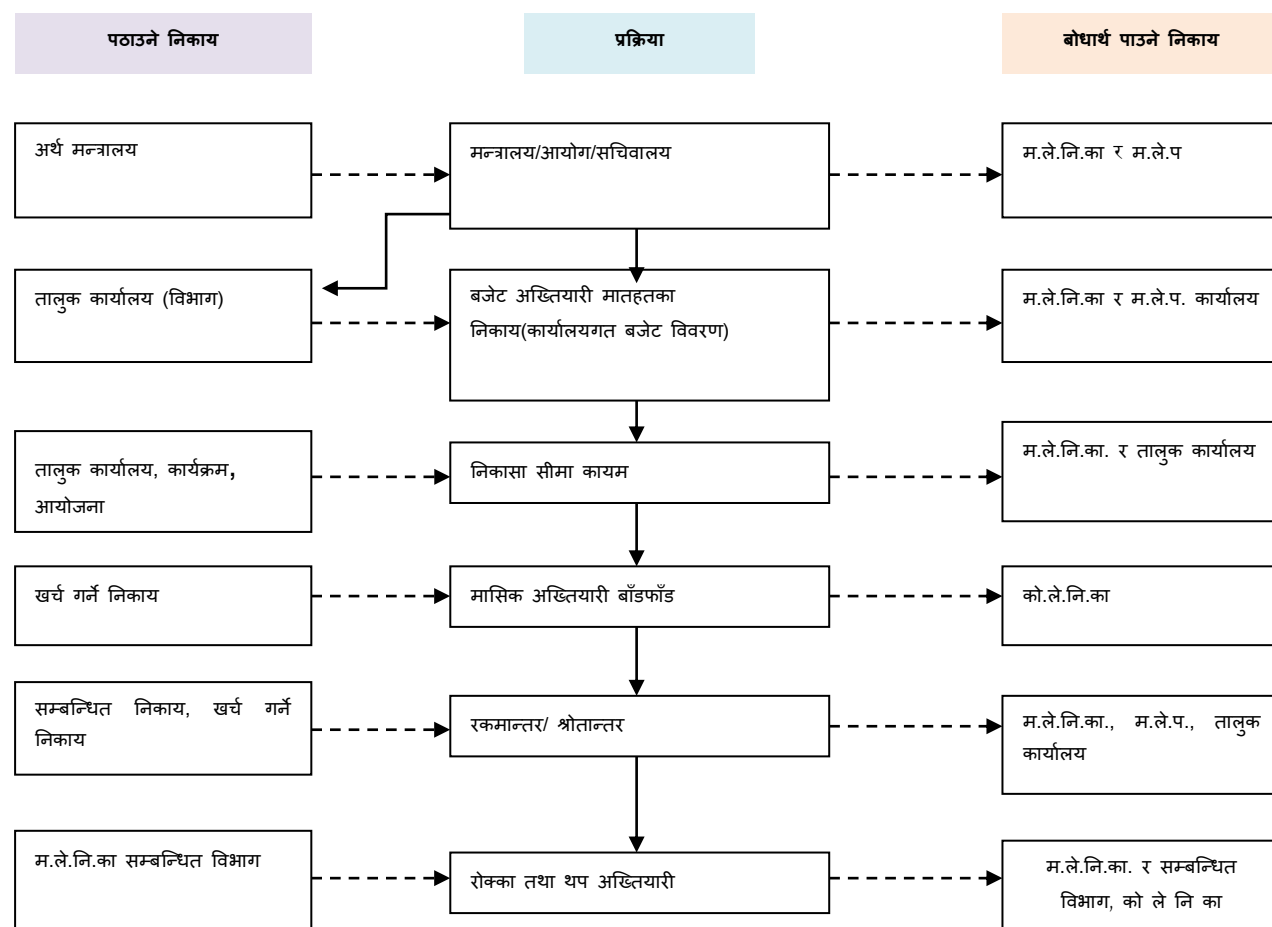 पठाउने निकाय
प्रक्रिया
बोधार्थ पाउने निकाय
अर्थ मन्त्रालय
मन्त्रालय/आयोग/सचिवालय
म.ले.नि.का र म.ले.प
तालुक कार्यालय (विभाग)
बजेट अख्तियारी मातहतका
निकाय(कार्यालयगत बजेट विवरण)
म.ले.नि.का र म.ले.प. कार्यालय
तालुक कार्यालय, कार्यक्रम,
आयोजना
निकासा सीमा कायम
म.ले.नि.का. र तालुक कार्यालय
खर्च गर्ने निकाय
मासिक अख्तियारी बाँडफाँड
को.ले.नि.का
सम्बन्धित निकाय, खर्च गर्ने
निकाय
रकमान्तर/ श्रोतान्तर
म.ले.नि.का., म.ले.प., तालुक
कार्यालय
म.ले.नि.का सम्बन्धित विभाग
रोक्का तथा थप अख्तियारी
म.ले.नि.का. र सम्बन्धित
विभाग, को ले नि का